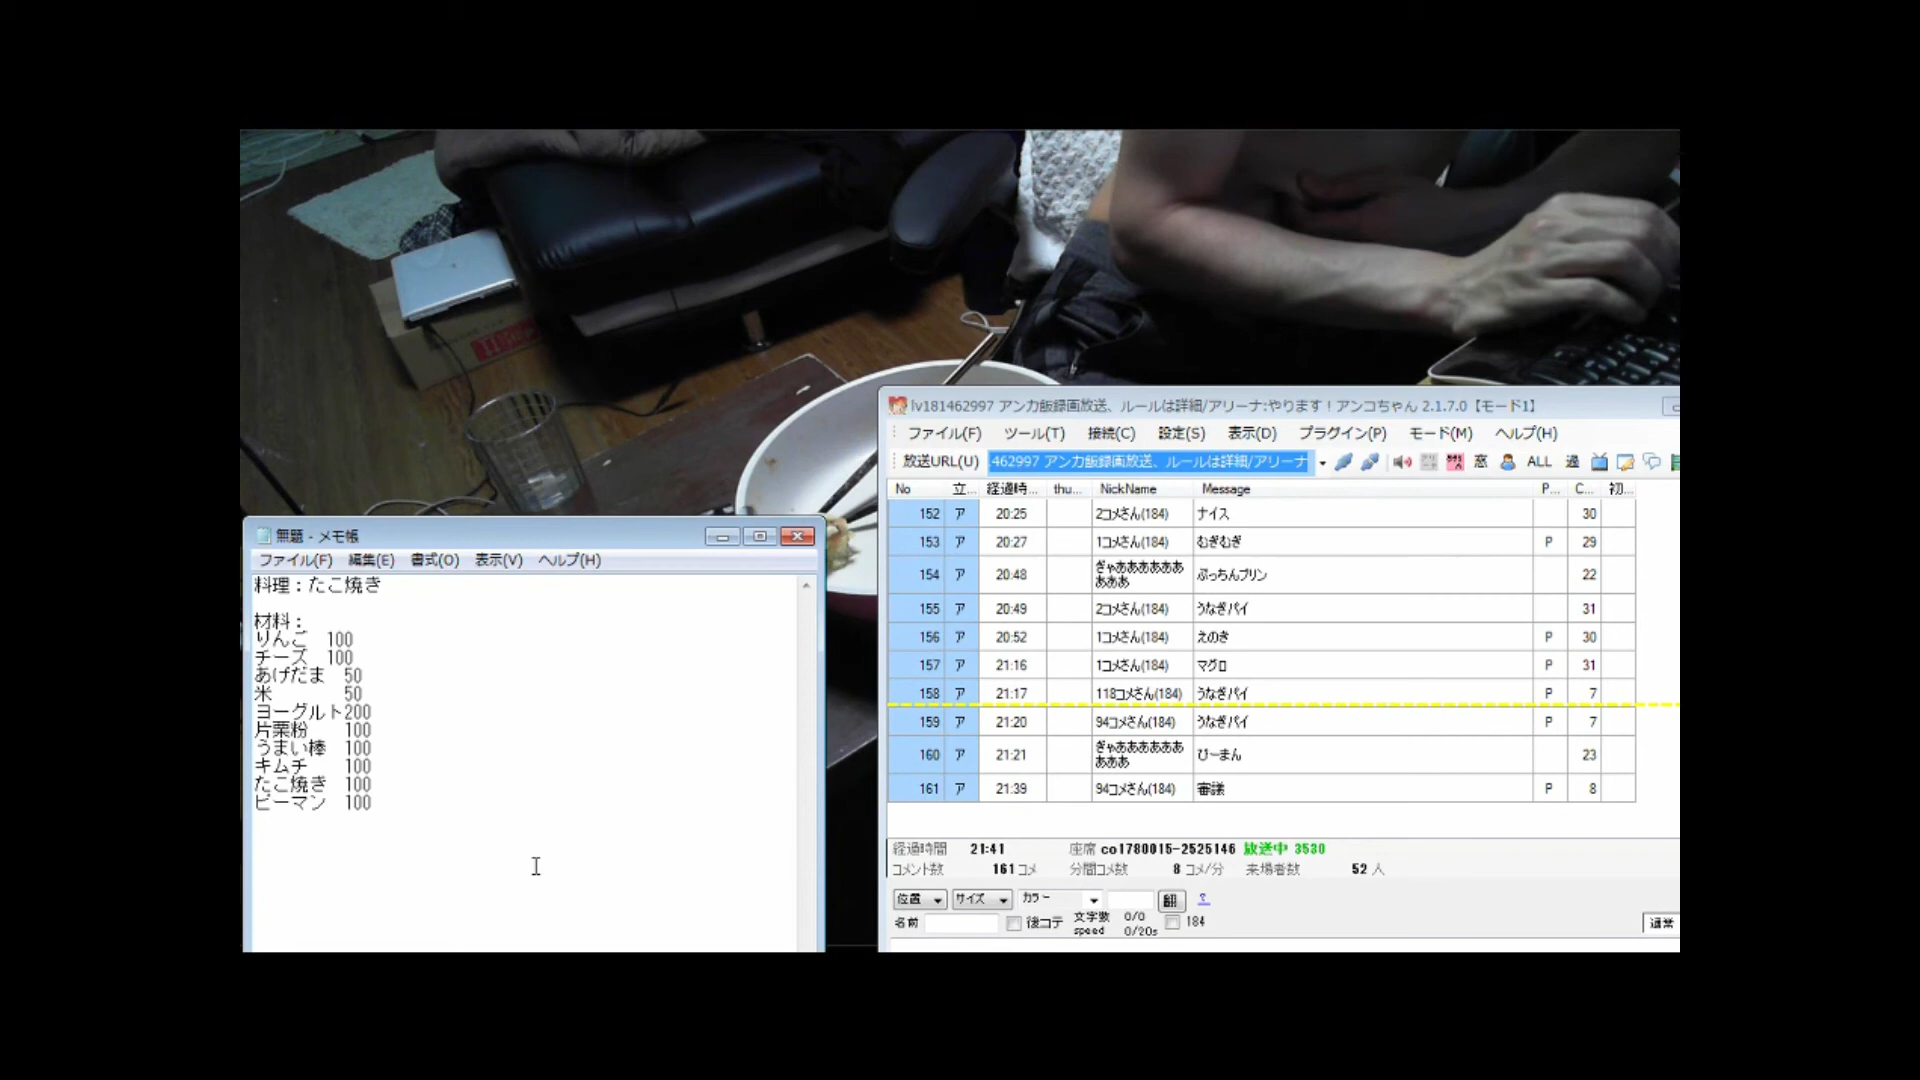 無題 - メモ帳
ファイル(F) 編集(E) 書式(O) 表示(V) ヘルプ(H)
料理：たこ焼き
材料：
りんご 100
チーズ 100
あげだま 50
米 50
ヨーグルト200
片栗粉 100
うまい棒 100
キムチ 100
たこ焼き 100
ピーマン 100
lv181462997 アンカ飯録画放送、ルールは詳細/アリーナ:やります！アンコちゃん 2.1.7.0【モード1】
ファイル(F) ツール(T) 接続(C) 設定(S) 表示(D) プラグイン(P) モード(M) ヘルプ(H)
放送URL(U) .462997 アンカ飯録画放送、ルールは詳細/アリーナ 窓 ALL 過
No 立... 経過時... thu... NickName Message P... C... 初...
152 ア 20:25 2コメさん(184) ナイス 30
153 ア 20:27 1コメさん(184) むぎむぎ P 29
154 ア 20:48 ぎゃあああああああああ ぷっちんプリン 22
155 ア 20:49 2コメさん(184) うなぎパイ 31
156 ア 20:52 1コメさん(184) えのき P 30
157 ア 21:16 1コメさん(184) マグロ P 31
158 ア 21:17 118コメさん(184) うなぎパイ P 7
159 ア 21:20 94コメさん(184) うなぎパイ P 7
160 ア 21:21 ぎゃあああああああああ ぴーまん 23
161 ア 21:39 94コメさん(184) 審議 P 8
経過時間 21:41 座席 co1780015-2525146 放送中 3530
コメント数 161コメ 分間コメ数 8 コメ/分 来場者数 52 人
位置 サイズ カラー 翻 ?
名前 後コテ 文字数 0/0 184 通常
speed 0/20s